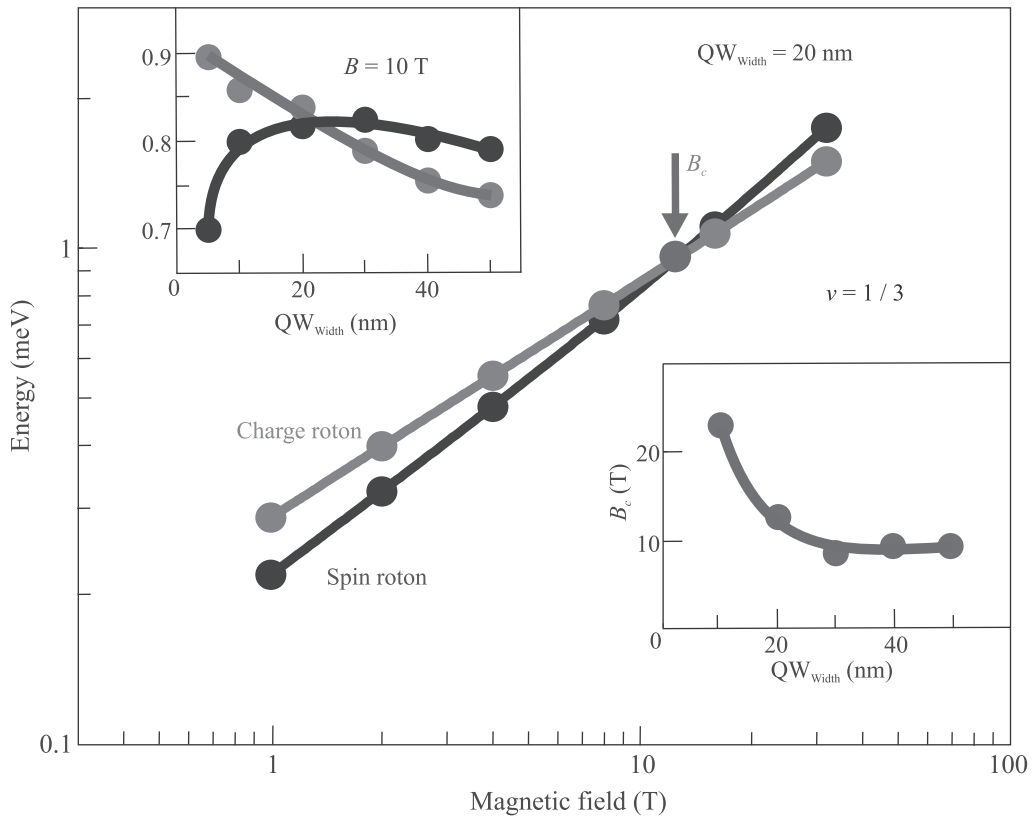 0.9
0.8
0.7
B = 10 T
0
20
40
QWWidth (nm)
QWWidth = 20 nm
Bc
ν = 1 / 3
Charge roton
Spin roton
Bc (T)
20
10
0
20
40
QWWidth (nm)
Energy (meV)
1
0.1
1
10
100
Magnetic field (T)